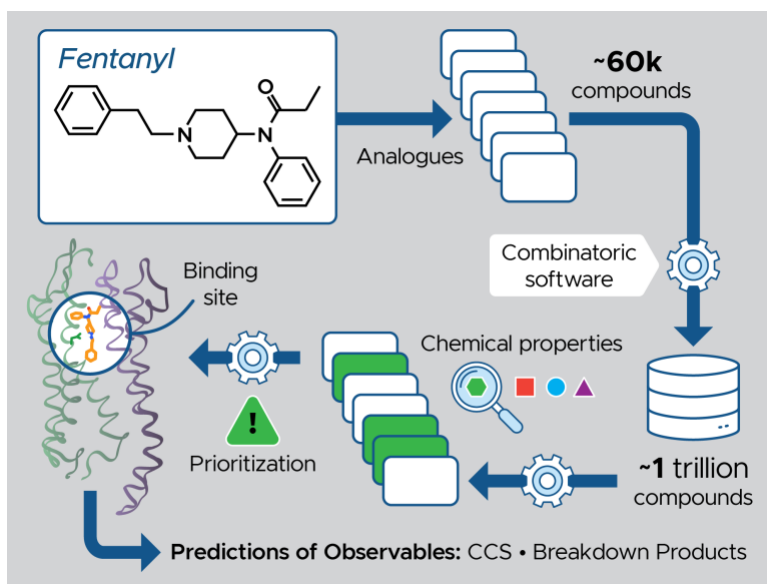 Fentanyl
O
N
N
Analogues
~60k
compounds
Combinatoric
software
Binding
site
Chemical properties
!
Prioritization
~1 trillion
compounds
Predictions of Observables: CCS • Breakdown Products